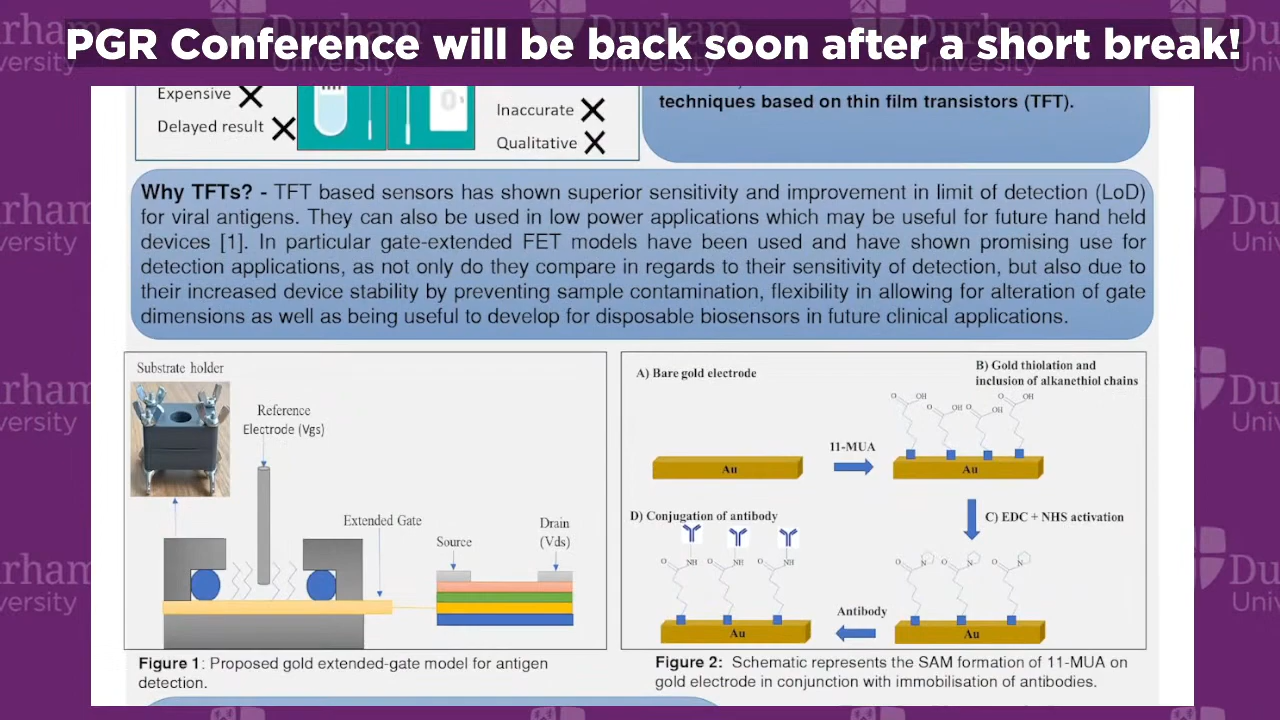 PGR Conference will be back soon after a short break!
Expensive
Delayed result
Inaccurate
Qualitative
techniques based on thin film transistors (TFT).
Why TFTs? - TFT based sensors has shown superior sensitivity and improvement in limit of detection (LoD)
for viral antigens. They can also be used in low power applications which may be useful for future hand held
devices [1]. In particular gate-extended FET models have been used and have shown promising use for
detection applications, as not only do they compare in regards to their sensitivity of detection, but also due to
their increased device stability by preventing sample contamination, flexibility in allowing for alteration of gate
dimensions as well as being useful to develop for disposable biosensors in future clinical applications.
Substrate holder
Reference
Electrode (Vgs)
Extended Gate
Source
Drain
(Vds)
Figure 1: Proposed gold extended-gate model for antigen
detection.
A) Bare gold electrode
Au
11-MUA
B) Gold thiolation and
inclusion of alkanethiol chains
O OH O OH O OH O OH
Au
C) EDC + NHS activation
O N O N O N
Au
Antibody
D) Conjugation of antibody
O NH O NH O NH
Au
Figure 2: Schematic represents the SAM formation of 11-MUA on
gold electrode in conjunction with immobilisation of antibodies.
Durham
University